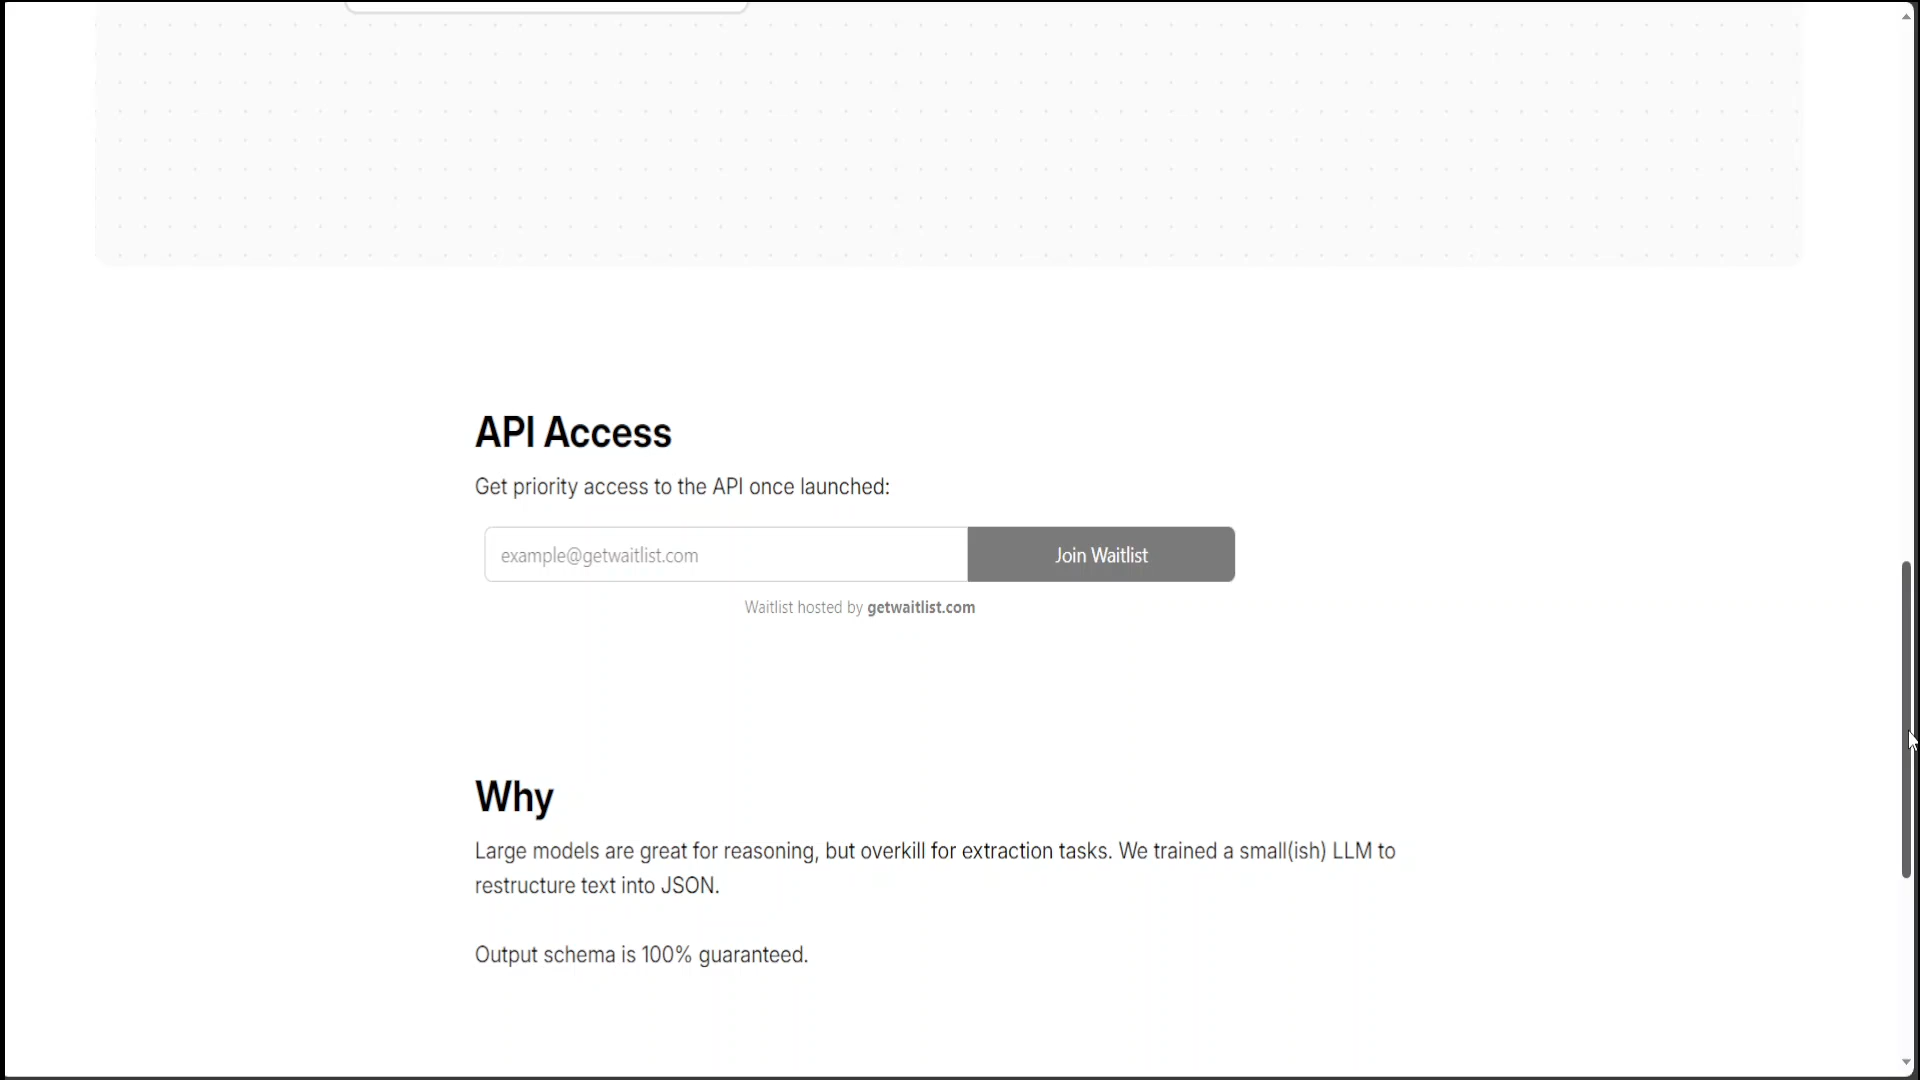 API Access
Get priority access to the API once launched:
example@getwaitlist.com
Join Waitlist
Waitlist hosted by getwaitlist.com
Why
Large models are great for reasoning, but overkill for extraction tasks. We trained a small(ish) LLM to
restructure text into JSON.
Output schema is 100% guaranteed.